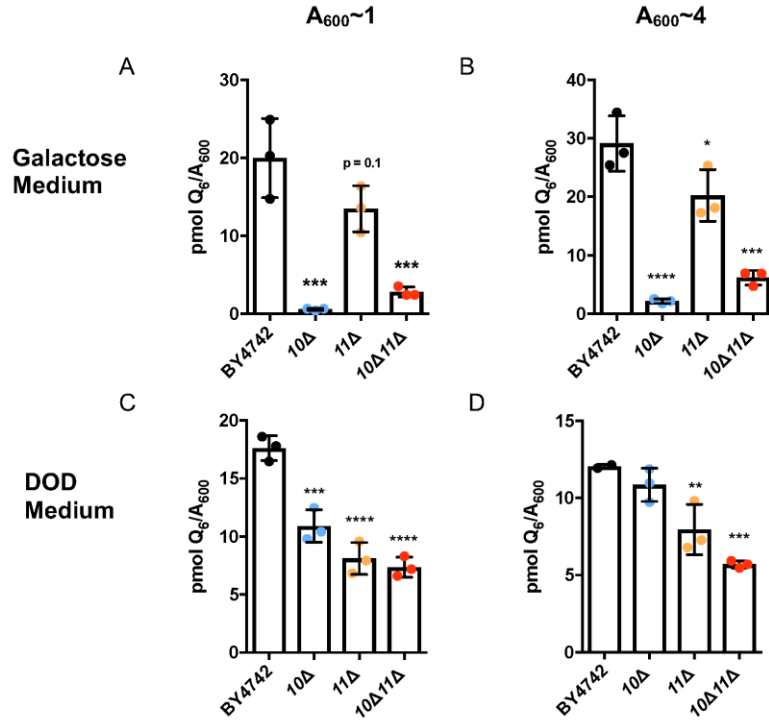 A₆₀₀~1
A₆₀₀~4
A
B
Galactose
Medium
pmol Q₆/A₆₀₀
30
20
10
0
p = 0.1
***
***
BY4742
10Δ
11Δ
10Δ11Δ
pmol Q₆/A₆₀₀
40
30
20
10
0
*
****
***
BY4742
10Δ
11Δ
10Δ11Δ
C
D
DOD
Medium
pmol Q₆/A₆₀₀
20
15
10
5
0
***
****
****
BY4742
10Δ
11Δ
10Δ11Δ
pmol Q₆/A₆₀₀
15
10
5
0
**
***
BY4742
10Δ
11Δ
10Δ11Δ